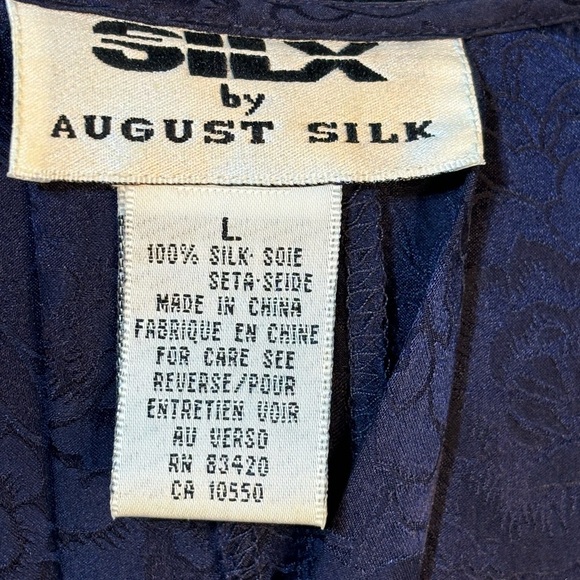 SILX
by
AUGUST SILK
L
100% SILK·SOIE
SETA·SEIDE
MADE IN CHINA
FABRIQUE EN CHINE
FOR CARE SEE
REVERSE/POUR
ENTRETIEN VOIR
AU VERSO
RN 83420
CA 10550